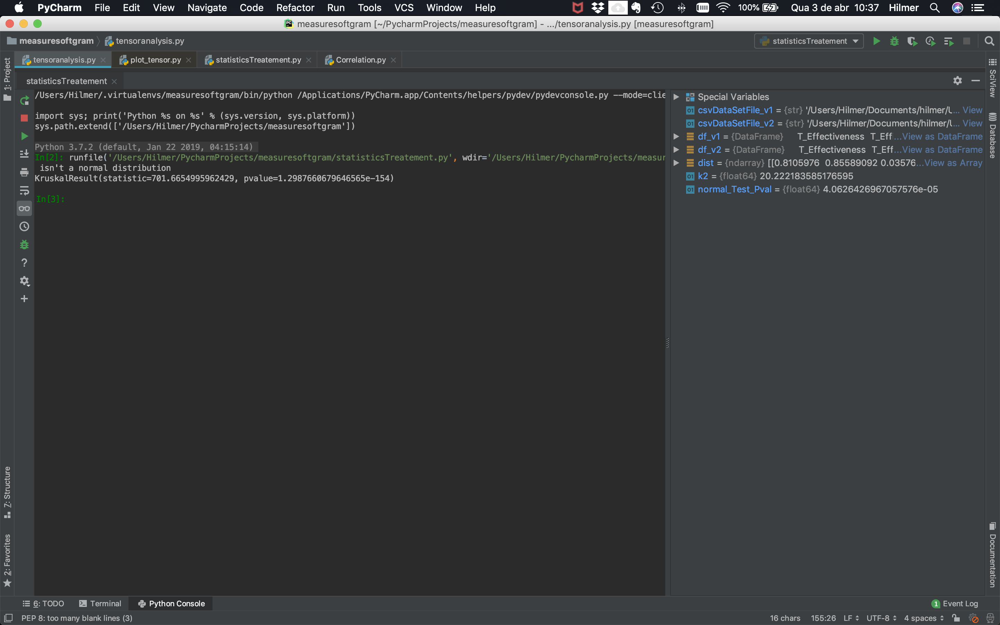 PyCharm File Edit View Navigate Code Refactor Run Tools VCS Window Help 100% Qua 3 de abr 10:37 Hilmer
measuresoftgram [~/PycharmProjects/measuresoftgram] - .../tensoranalysis.py [measuresoftgram]
measuresoftgram tensoranalysis.py statisticsTreatement
tensoranalysis.py plot_tensor.py statisticsTreatement.py Correlation.py
statisticsTreatement
/Users/Hilmer/.virtualenvs/measuresoftgram/bin/python /Applications/PyCharm.app/Contents/helpers/pydev/pydevconsole.py --mode=clie
import sys; print('Python %s on %s' % (sys.version, sys.platform))
sys.path.extend(['/Users/Hilmer/PycharmProjects/measuresoftgram'])
Python 3.7.2 (default, Jan 22 2019, 04:15:14)
In[2]: runfile('/Users/Hilmer/PycharmProjects/measuresoftgram/statisticsTreatement.py', wdir='/Users/Hilmer/PycharmProjects/measur
isn't a normal distribution
KruskalResult(statistic=701.6654995962429, pvalue=1.2987660679646565e-154)
In[3]:
Special Variables
csvDataSetFile_v1 = {str} '/Users/Hilmer/Documents/hilmer/U... View
csvDataSetFile_v2 = {str} '/Users/Hilmer/Documents/hilmer/U... View
df_v1 = {DataFrame} T_Effectiveness T_Eff...View as DataFrame
df_v2 = {DataFrame} T_Effectiveness T_Eff...View as DataFrame
dist = {ndarray} [[0.8105976 0.85589092 0.03576...View as Array
k2 = {float64} 20.222183585176595
normal_Test_Pval = {float64} 4.0626426967057576e-05
1: Project
7: Structure
2: Favorites
SciView
Database
Documentation
6: TODO Terminal Python Console 1 Event Log
PEP 8: too many blank lines (3) 16 chars 155:26 LF UTF-8 4 spaces